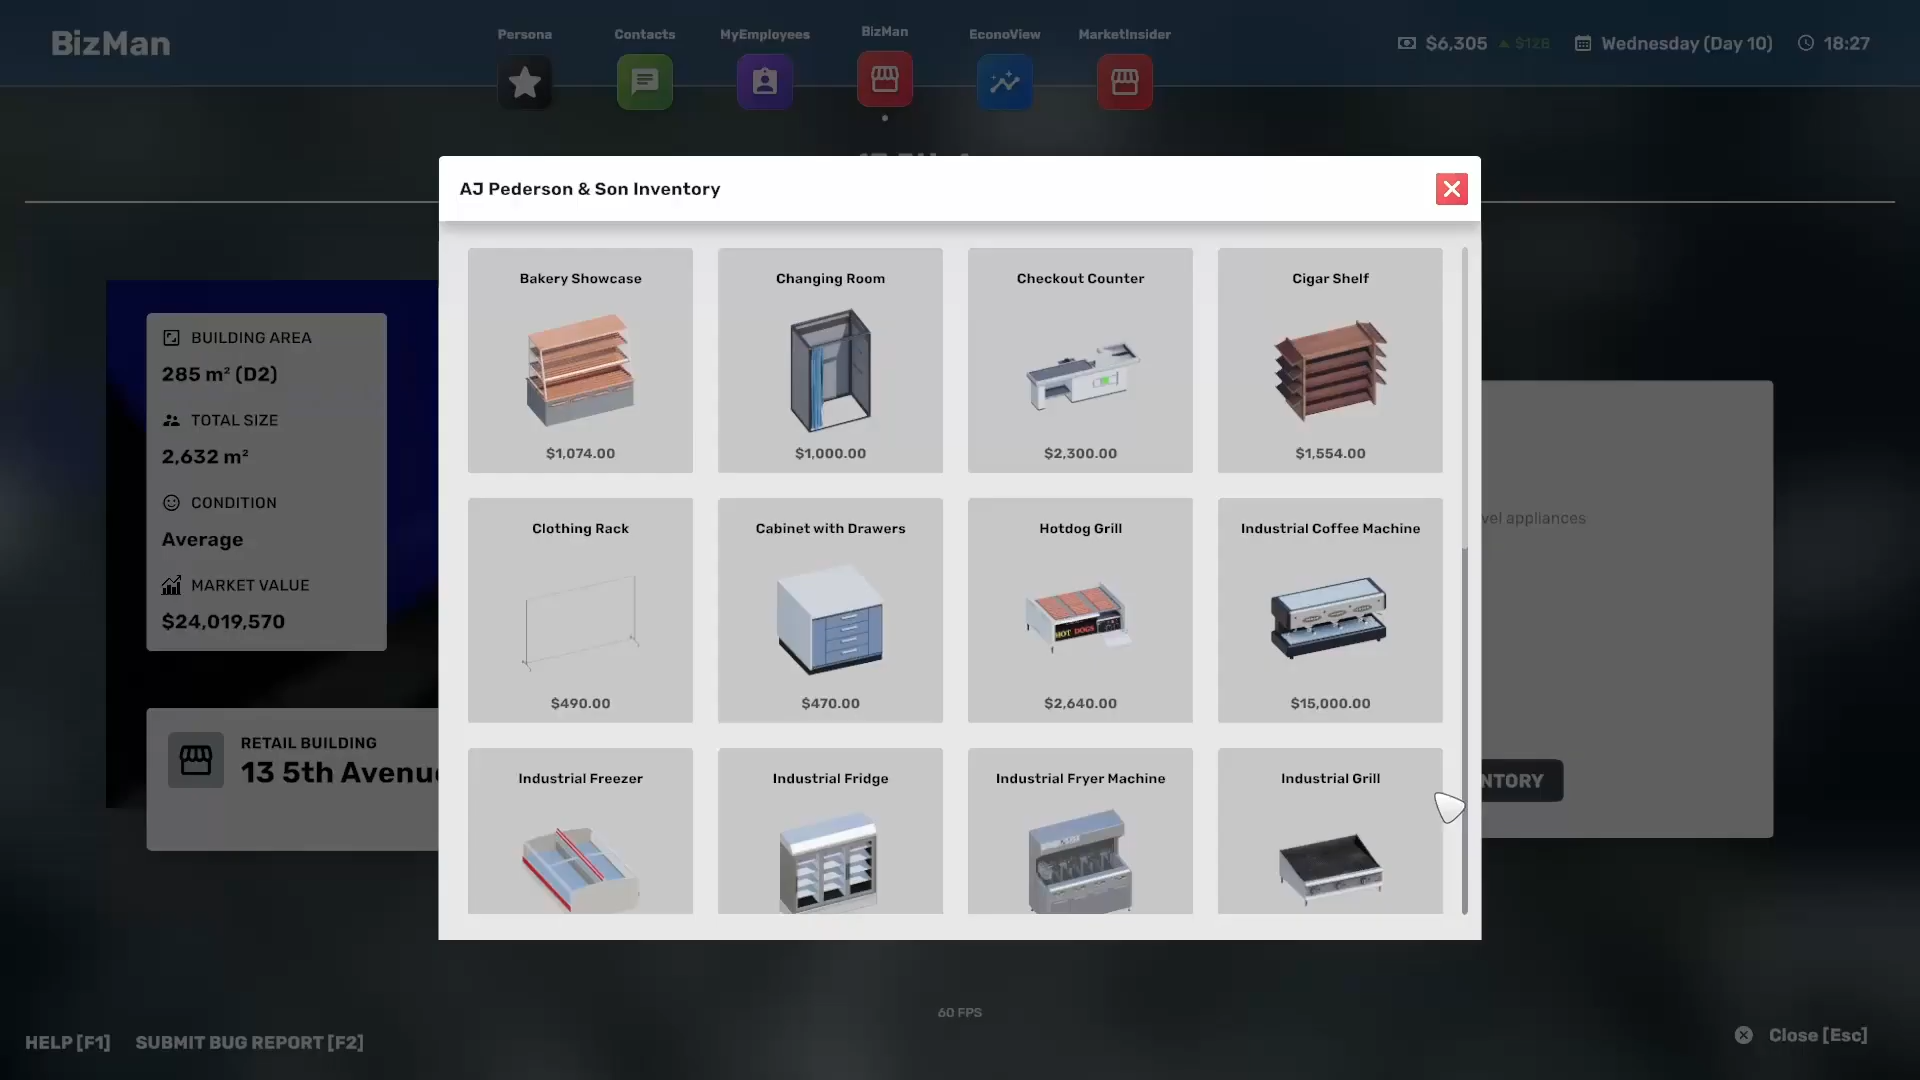 BizMan
Persona
Contacts
MyEmployees
BizMan
EconoView
MarketInsider
$6,305
$128
Wednesday (Day 10)
18:27
AJ Pederson & Son Inventory
Bakery Showcase
Changing Room
Checkout Counter
Cigar Shelf
$1,074.00
$1,000.00
$2,300.00
$1,554.00
Clothing Rack
Cabinet with Drawers
Hotdog Grill
Industrial Coffee Machine
HOT DOGS
$490.00
$470.00
$2,640.00
$15,000.00
Industrial Freezer
Industrial Fridge
Industrial Fryer Machine
Industrial Grill
BUILDING AREA
285 m² (D2)
TOTAL SIZE
2,632 m²
CONDITION
Average
MARKET VALUE
$24,019,570
RETAIL BUILDING
13 5th Avenu
vel appliances
NTORY
60 FPS
HELP [F1]
SUBMIT BUG REPORT [F2]
Close [Esc]